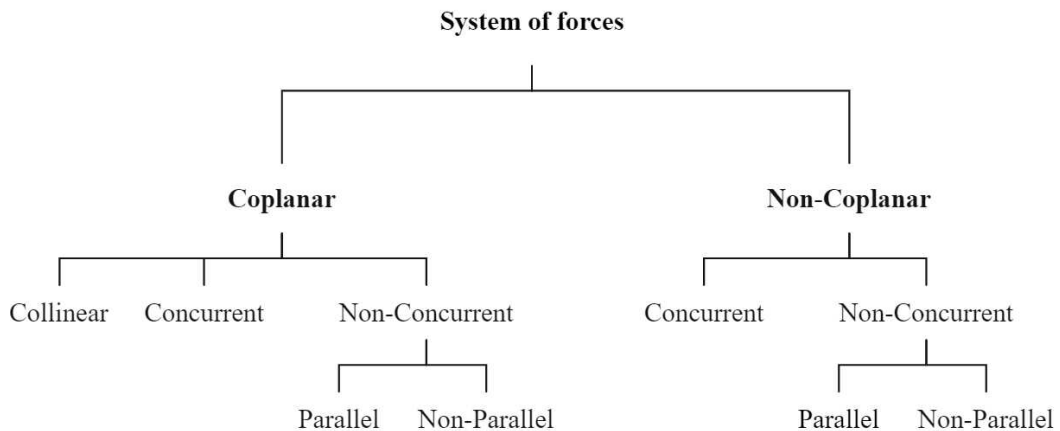 System of forces
Coplanar Non-Coplanar
Collinear Concurrent Non-Concurrent Concurrent Non-Concurrent
Parallel Non-Parallel Parallel Non-Parallel